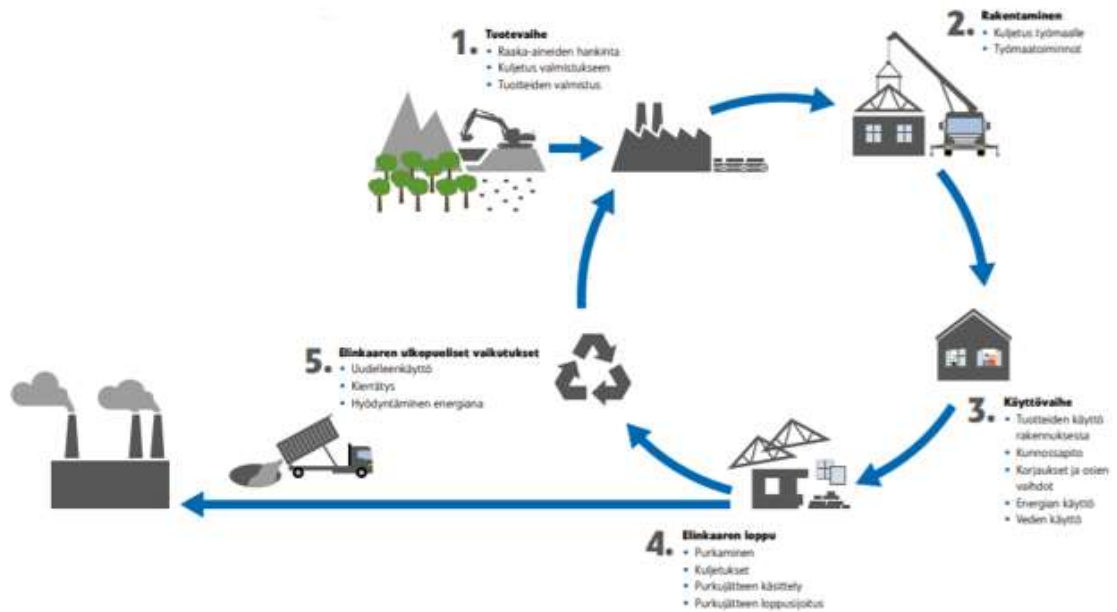 1. Tuotevaihe
• Raaka-aineiden hankinta
• Kuljetus valmistukseen
• Tuotteiden valmistus
2. Rakentaminen
• Kuljetus työmaalle
• Työmaatoiminnot
3. Käyttövaihe
• Tuotteiden käyttö
rakennuksessa
• Kunnossapito
• Korjaukset ja osien
vaihdot
• Energian käyttö
• Veden käyttö
4. Elinkaaren loppu
• Purkaminen
• Kuljetukset
• Purkujätteen käsittely
• Purkujätteen loppusijoitus
5. Elinkaaren ulkopuoliset vaikutukset
• Uudelleenkäyttö
• Kierrätys
• Hyödyntäminen energiana